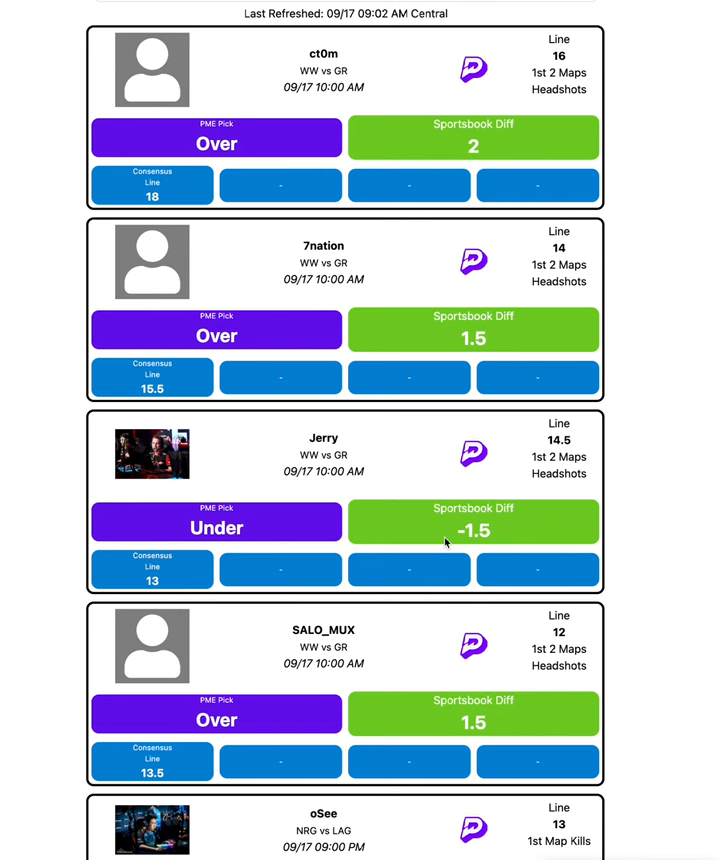 Last Refreshed: 09/17 09:02 AM Central
ct0m
WW vs GR
09/17 10:00 AM
Line
16
1st 2 Maps
Headshots
PME Pick
Over
Sportsbook Diff
2
Consensus
Line
18
-
-
-
7nation
WW vs GR
09/17 10:00 AM
Line
14
1st 2 Maps
Headshots
PME Pick
Over
Sportsbook Diff
1.5
Consensus
Line
15.5
-
-
-
Jerry
WW vs GR
09/17 10:00 AM
Line
14.5
1st 2 Maps
Headshots
PME Pick
Under
Sportsbook Diff
-1.5
Consensus
Line
13
-
-
-
SALO_MUX
WW vs GR
09/17 10:00 AM
Line
12
1st 2 Maps
Headshots
PME Pick
Over
Sportsbook Diff
1.5
Consensus
Line
13.5
-
-
-
oSee
NRG vs LAG
09/17 09:00 PM
Line
13
1st Map Kills